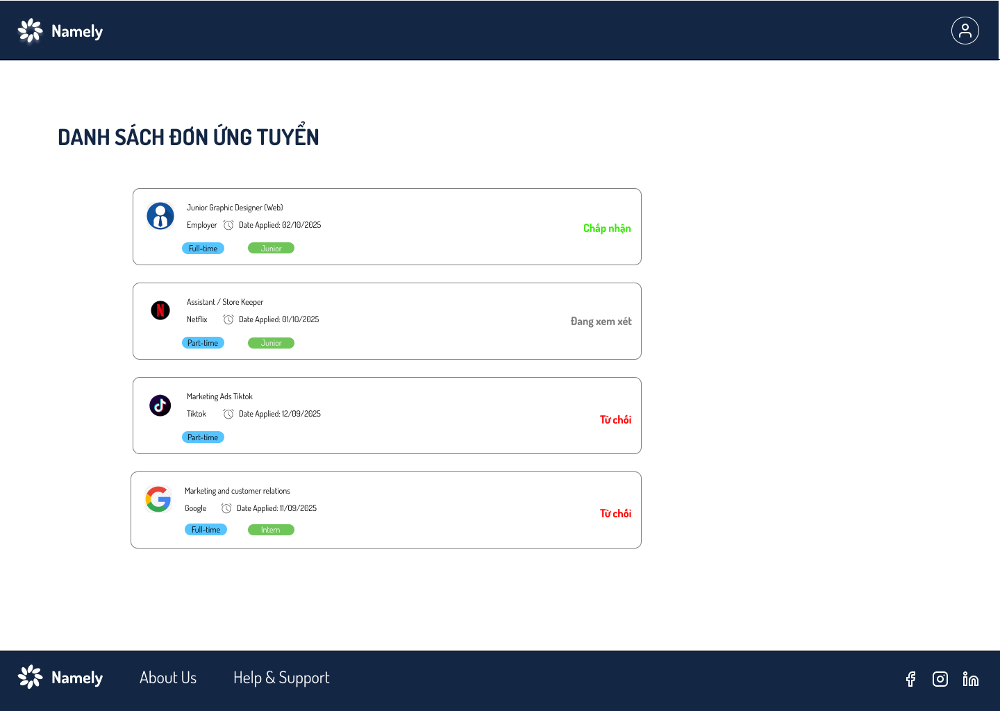 Namely
DANH SÁCH ĐƠN ỨNG TUYỂN
Junior Graphic Designer (Web)
Employer Date Applied: 02/10/2025
Chấp nhận
Full-time Junior
Assistant / Store Keeper
Netflix Date Applied: 01/10/2025
Đang xem xét
Part-time Junior
Marketing Ads Tiktok
Tiktok Date Applied: 12/09/2025
Từ chối
Part-time
Marketing and customer relations
Google Date Applied: 11/09/2025
Từ chối
Full-time Intern
Namely About Us Help & Support